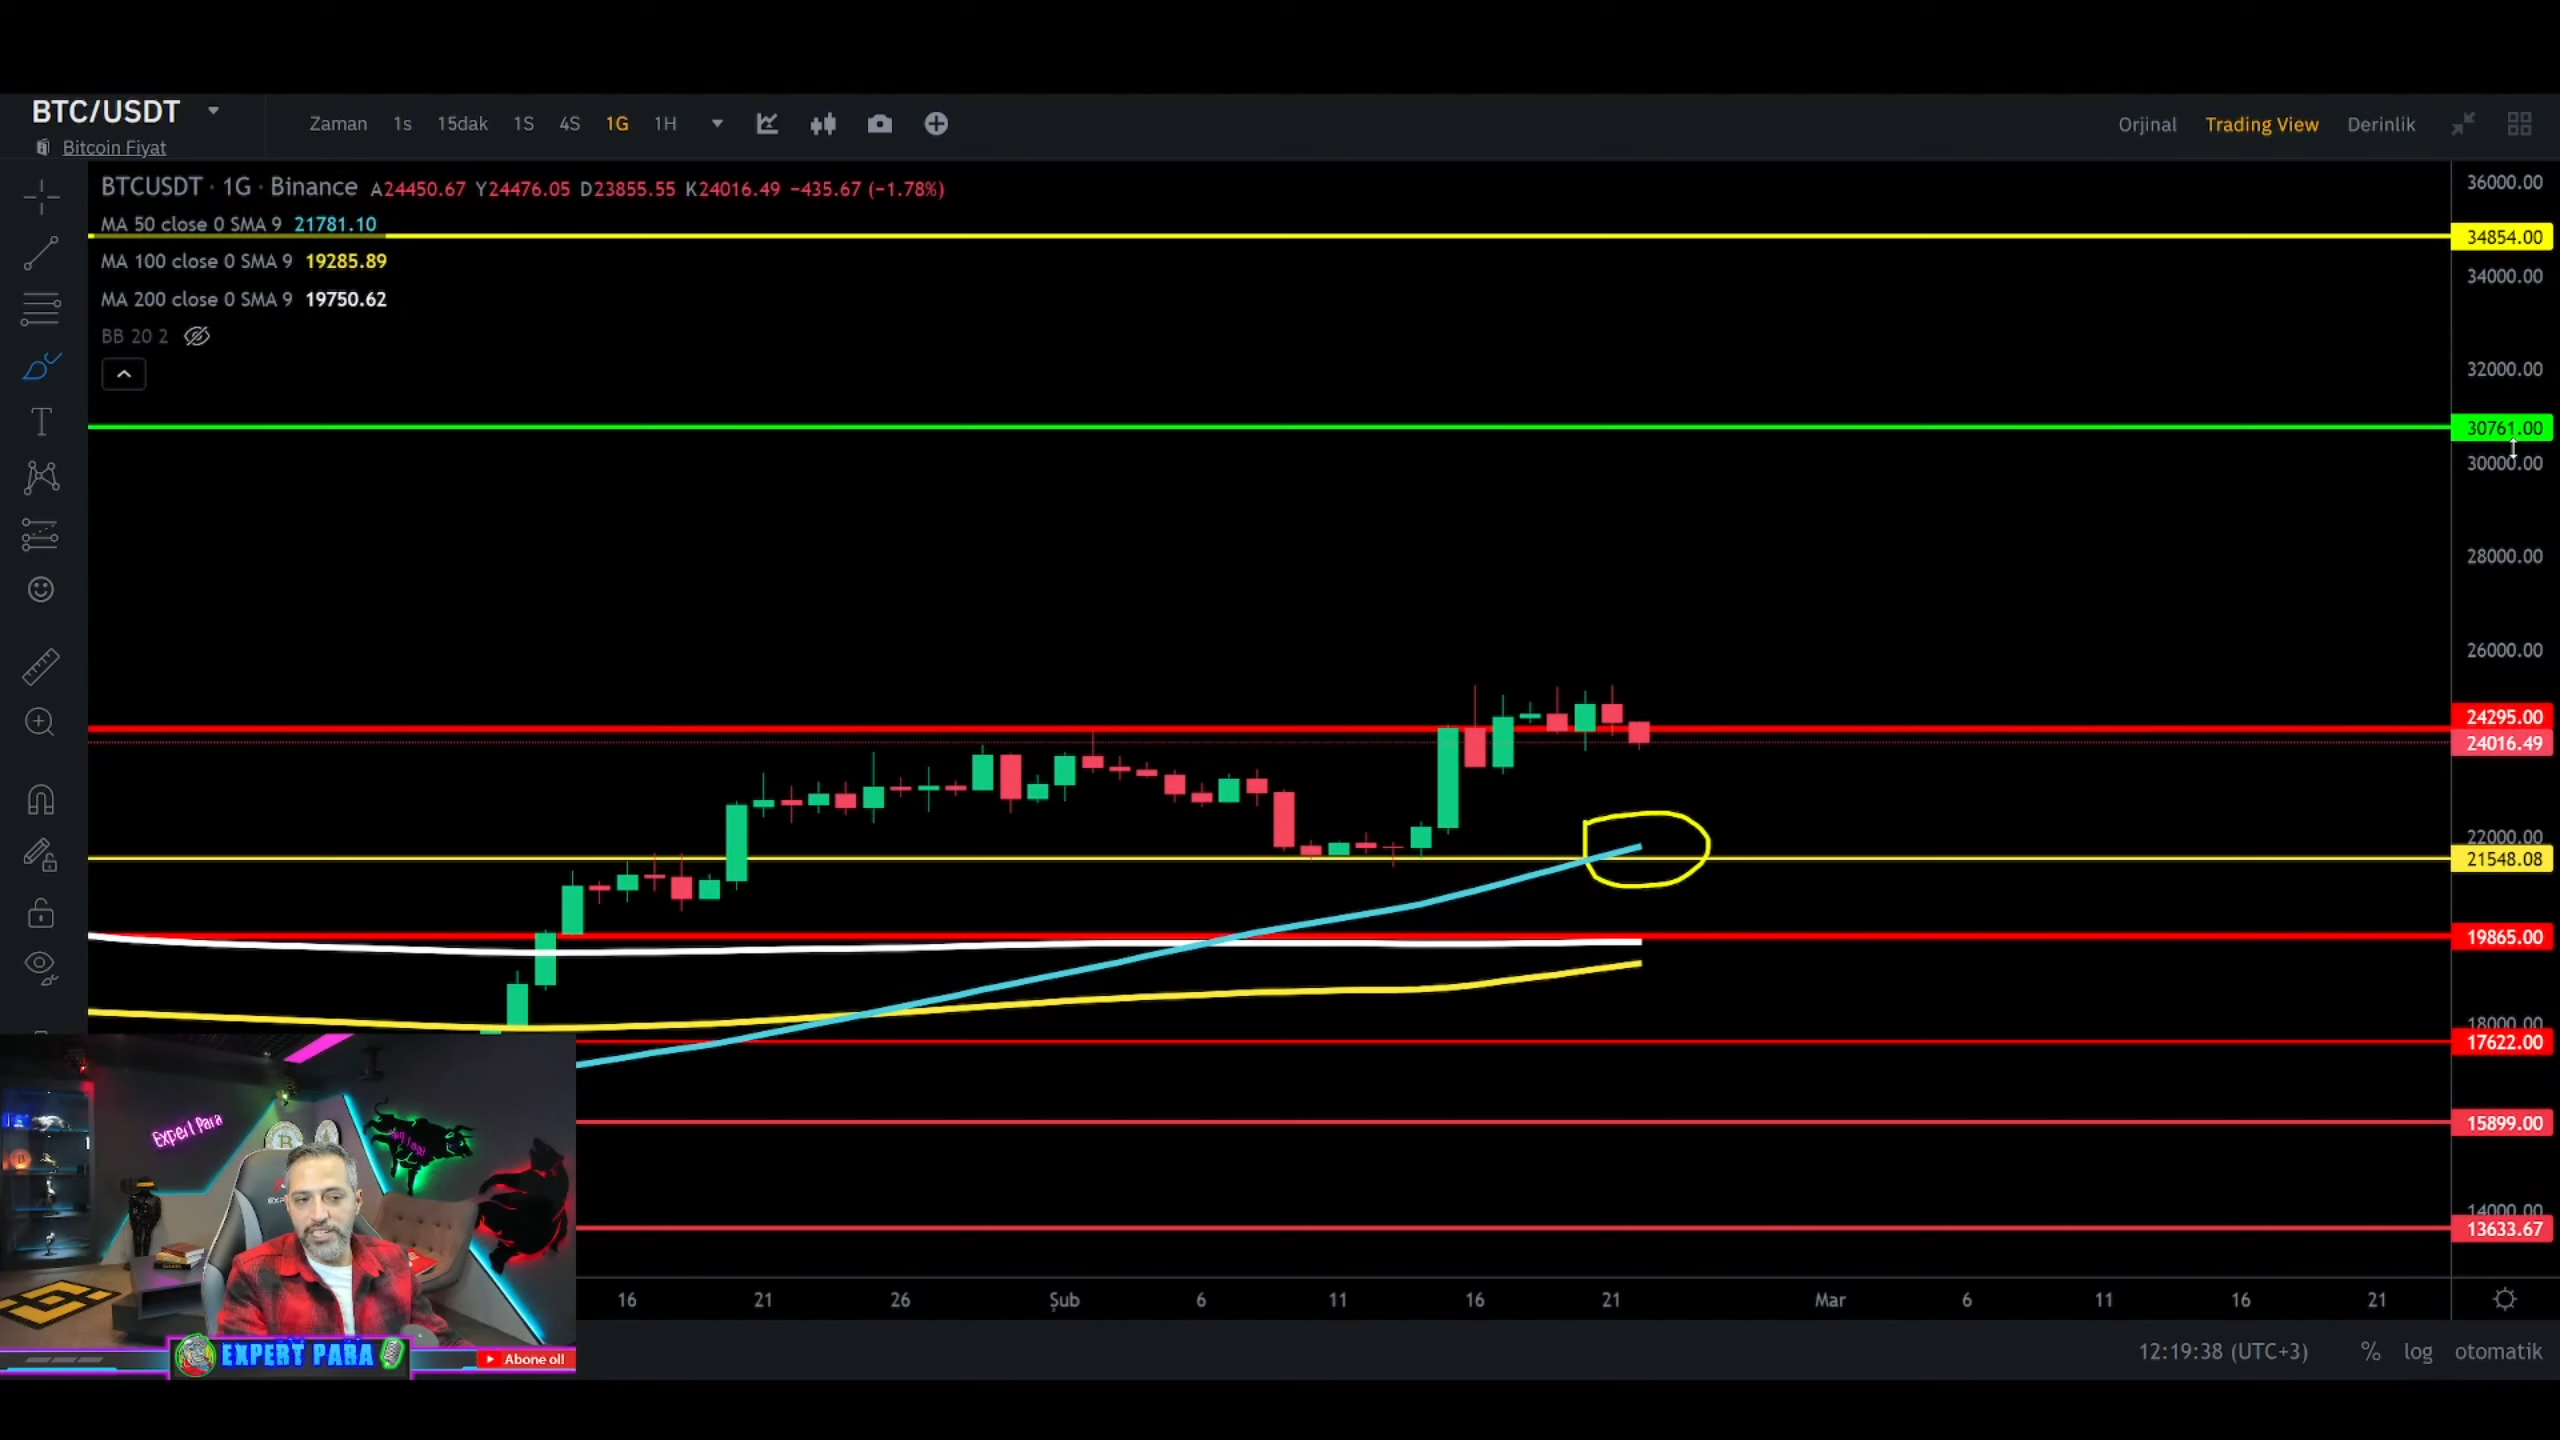 BTC/USDT
Bitcoin Fiyat
Zaman 1s 15dak 1S 4S 1G 1H
Orjinal Trading View Derinlik
BTCUSDT · 1G · Binance A24450.67 Y24476.05 D23855.55 K24016.49 −435.67 (−1.78%)
MA 50 close 0 SMA 9 21781.10
MA 100 close 0 SMA 9 19285.89
MA 200 close 0 SMA 9 19750.62
BB 20 2
36000.00
34854.00
34000.00
32000.00
30761.00
30000.00
28000.00
26000.00
24295.00
24016.49
22000.00
21548.08
19865.00
18000.00
17622.00
15899.00
14000.00
13633.67
Expert Para
16 21 26 Şub 6 11 16 21 Mar 6 11 16 21
EXPERT PARA
Abone ol!
12:19:38 (UTC+3) % log otomatik